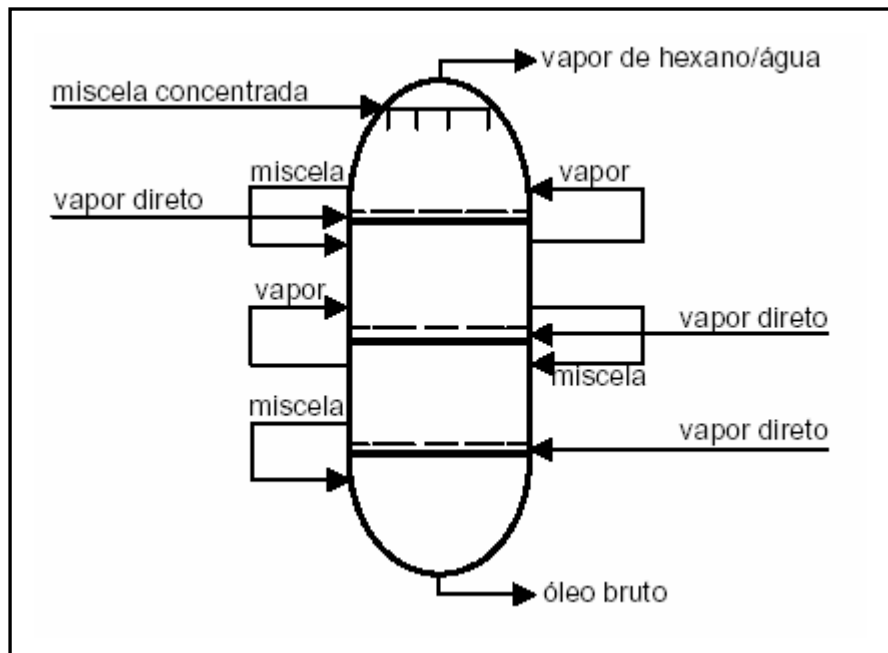 vapor de hexano/água
miscela concentrada
miscela
vapor
vapor direto
vapor
vapor direto
miscela
miscela
vapor direto
óleo bruto